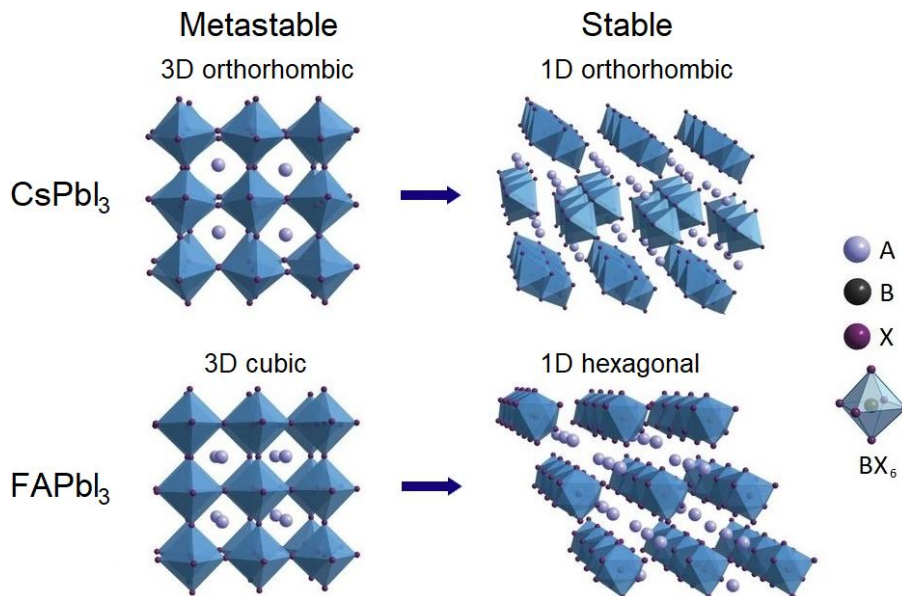 Metastable
Stable
3D orthorhombic
1D orthorhombic
CsPbI₃
3D cubic
1D hexagonal
FAPbI₃
A
B
X
BX₆